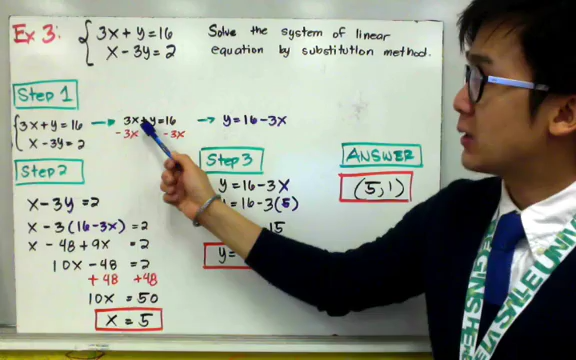 Ex 3:
3x + y = 16
x - 3y = 2
Solve the system of linear
equation by substitution method.
Step 1
3x + y = 16
x - 3y = 2
3x + y = 16
-3x -3x
y = 16 - 3x
Step 2
x - 3y = 2
x - 3(16 - 3x) = 2
x - 48 + 9x = 2
10x - 48 = 2
+ 48 + 48
10x = 50
x = 5
Step 3
y = 16 - 3x
= 16 - 3(5)
15
y =
ANSWER
(5, 1)